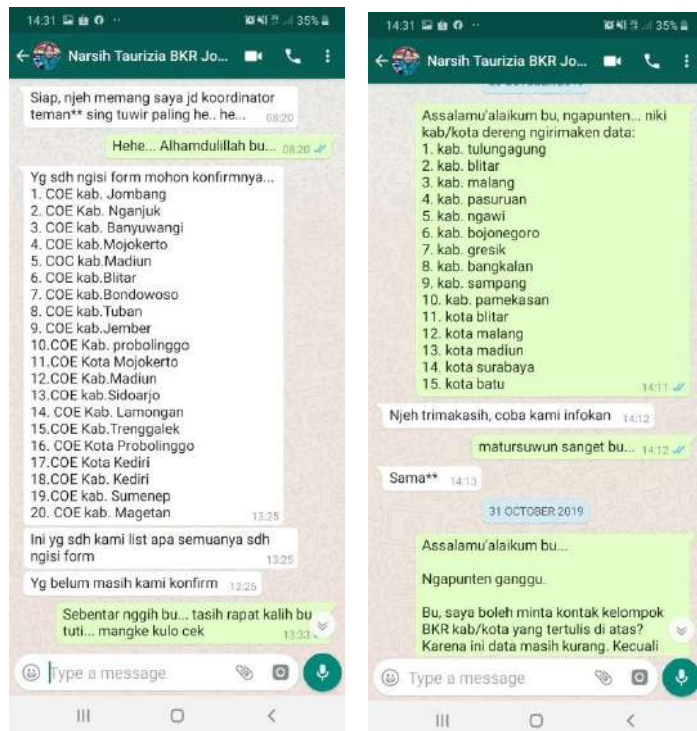 14:31
35%
Narsih Taurizia BKR Jo...
Siap, njeh memang saya jd koordinator
teman** sing tuwir paling he.. he...
08:20
Hehe... Alhamdulillah bu...
08:20
Yg sdh ngisi form mohon konfirmnya...
1. COE kab. Jombang
2. COE Kab. Nganjuk
3. COE kab. Banyuwangi
4. COE kab.Mojokerto
5. COC kab.Madiun
6. COE kab.Blitar
7. COE kab.Bondowoso
8. COE kab.Tuban
9. COE kab.Jember
10.COE Kab. probolinggo
11.COE Kota Mojokerto
12.COE Kab.Madiun
13.COE kab.Sidoarjo
14. COE Kab. Lamongan
15.COE Kab.Trenggalek
16. COE Kota Probolinggo
17.COE Kota Kediri
18.COE Kab. Kediri
19.COE kab. Sumenep
20. COE kab. Magetan
13:25
Ini yg sdh kami list apa semuanya sdh
ngisi form
13:25
Yg belum masih kami konfirm
13:25
Sebentar nggih bu... tasih rapat kalih bu
tuti... mangke kulo cek
13:33
Type a message
14:31
35%
Narsih Taurizia BKR Jo...
Assalamu'alaikum bu, ngapunten... niki
kab/kota dereng ngirimaken data:
1. kab. tulungagung
2. kab. blitar
3. kab. malang
4. kab. pasuruan
5. kab. ngawi
6. kab. bojonegoro
7. kab. gresik
8. kab. bangkalan
9. kab. sampang
10. kab. pamekasan
11. kota blitar
12. kota malang
13. kota madiun
14. kota surabaya
15. kota batu
14:11
Njeh trimakasih, coba kami infokan
14:12
matursuwun sanget bu...
14:12
Sama**
14:13
31 OCTOBER 2019
Assalamu'alaikum bu...
Ngapunten ganggu.
Bu, saya boleh minta kontak kelompok
BKR kab/kota yang tertulis di atas?
Karena ini data masih kurang. Kecuali
Type a message